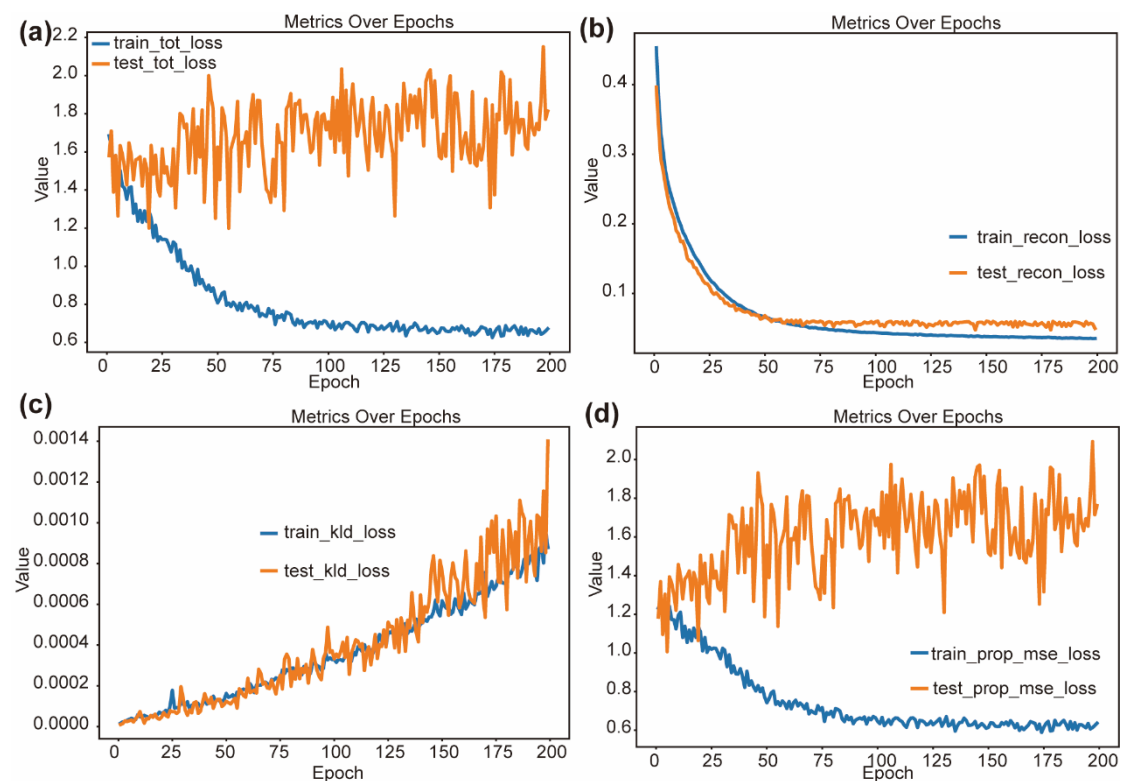 (a)
Metrics Over Epochs
2.2
2.0
1.8
1.6
1.4
1.2
1.0
0.8
0.6
Value
train_tot_loss
test_tot_loss
0 25 50 75 100 125 150 175 200
Epoch
(b)
Metrics Over Epochs
0.4
0.3
0.2
0.1
Value
train_recon_loss
test_recon_loss
0 25 50 75 100 125 150 175 200
Epoch
(c)
Metrics Over Epochs
0.0014
0.0012
0.0010
0.0008
0.0006
0.0004
0.0002
0.0000
Value
train_kld_loss
test_kld_loss
0 25 50 75 100 125 150 175 200
Epoch
(d)
Metrics Over Epochs
2.0
1.8
1.6
1.4
1.2
1.0
0.8
0.6
Value
train_prop_mse_loss
test_prop_mse_loss
0 25 50 75 100 125 150 175 200
Epoch